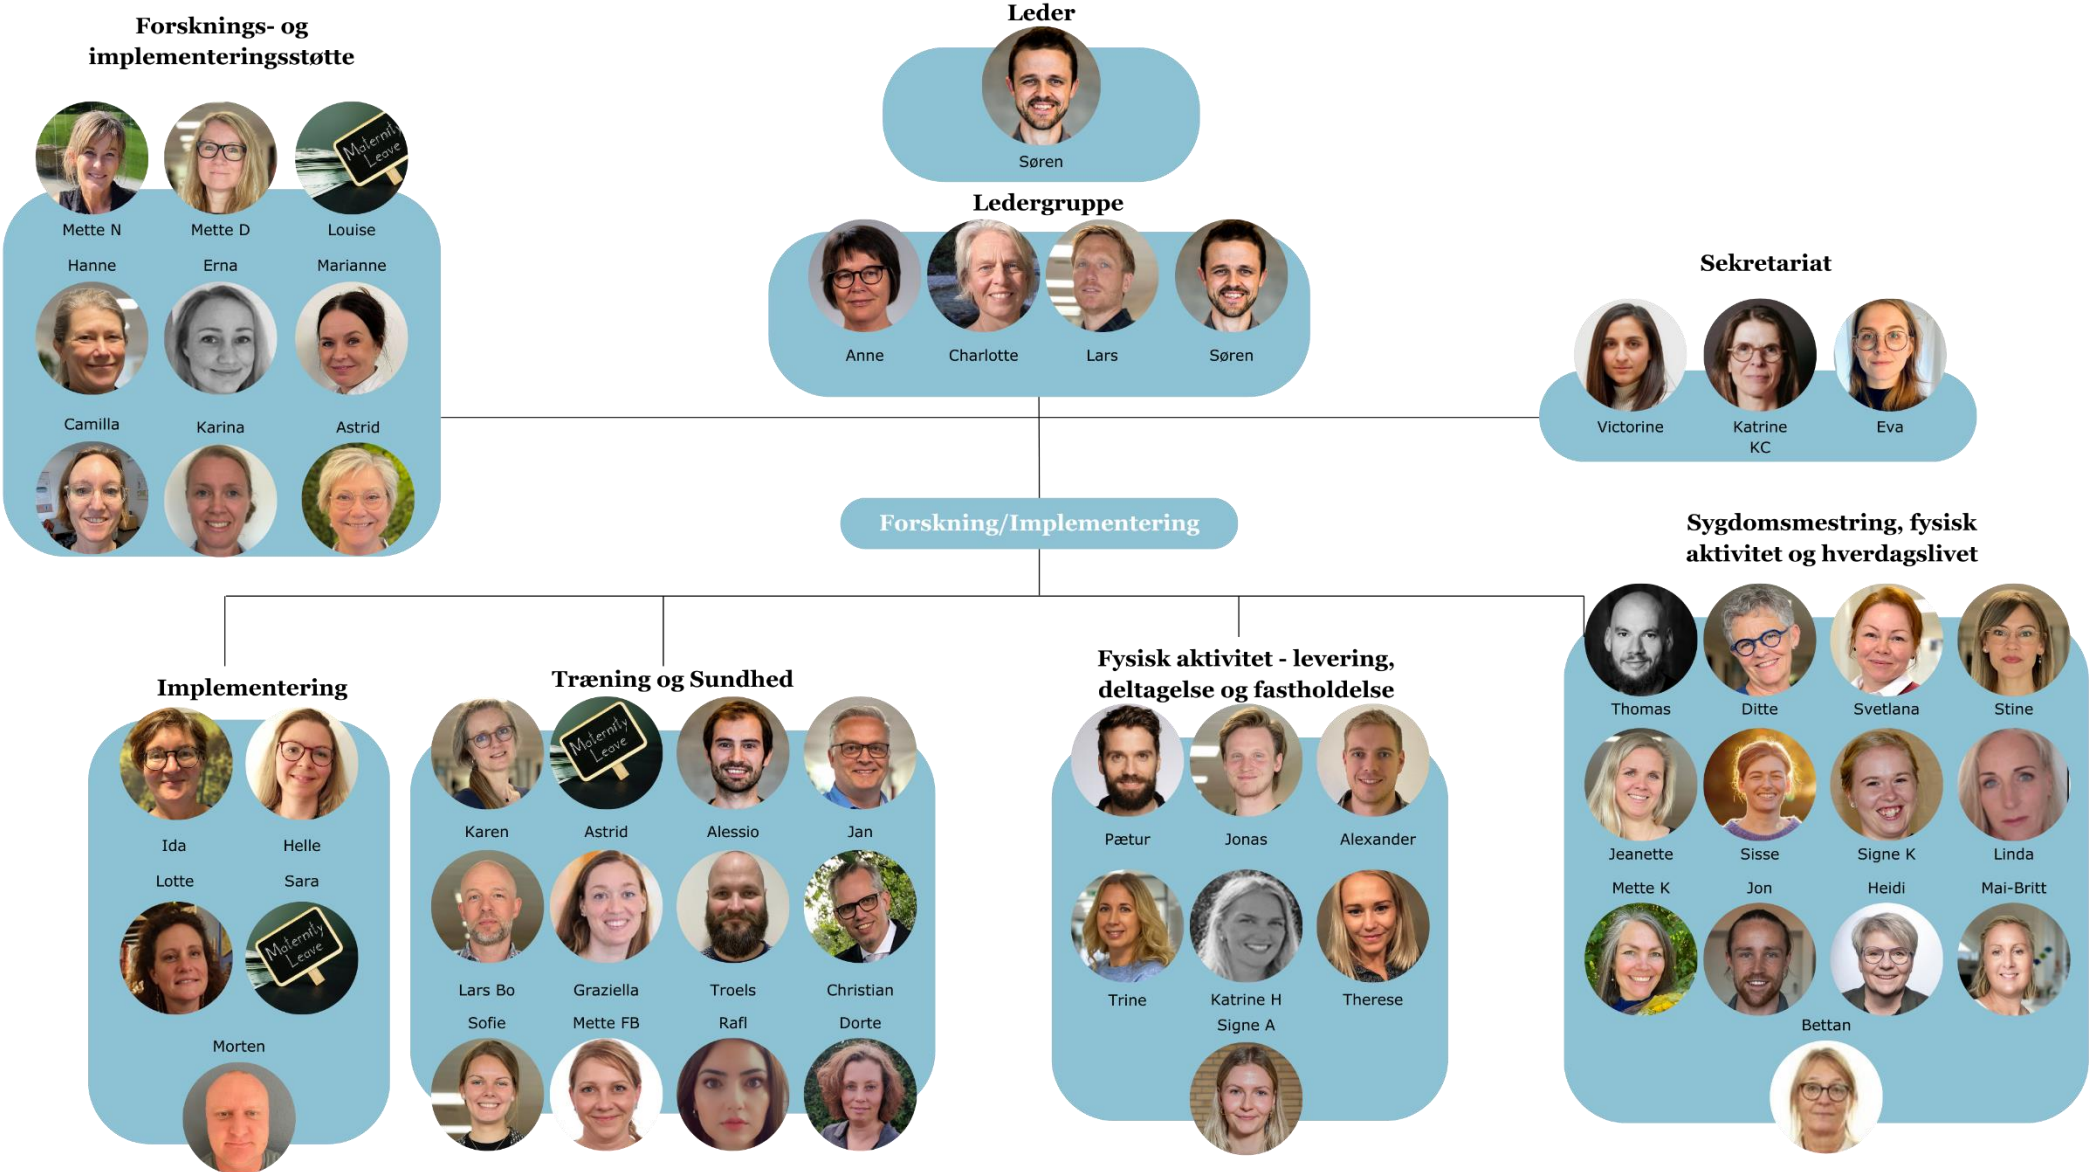 Leder
Søren
Forsknings- og
implementeringsstøtte
Maternity
Leave
Mette N Mette D Louise
Hanne Erna Marianne
Camilla Karina Astrid
Ledergruppe
Anne Charlotte Lars Søren
Sekretariat
Victorine Katrine Eva
KC
Forskning/Implementering
Implementering
Ida Helle
Lotte Sara
Maternity
Leave
Morten
Træning og Sundhed
Maternity
Leave
Karen Astrid Alessio Jan
Lars Bo Graziella Troels Christian
Sofie Mette FB Rafl Dorte
Fysisk aktivitet - levering,
deltagelse og fastholdelse
Pætur Jonas Alexander
Trine Katrine H Therese
Signe A
Sygdomsmestring, fysisk
aktivitet og hverdagslivet
Thomas Ditte Svetlana Stine
Jeanette Sisse Signe K Linda
Mette K Jon Heidi Mai-Britt
Bettan